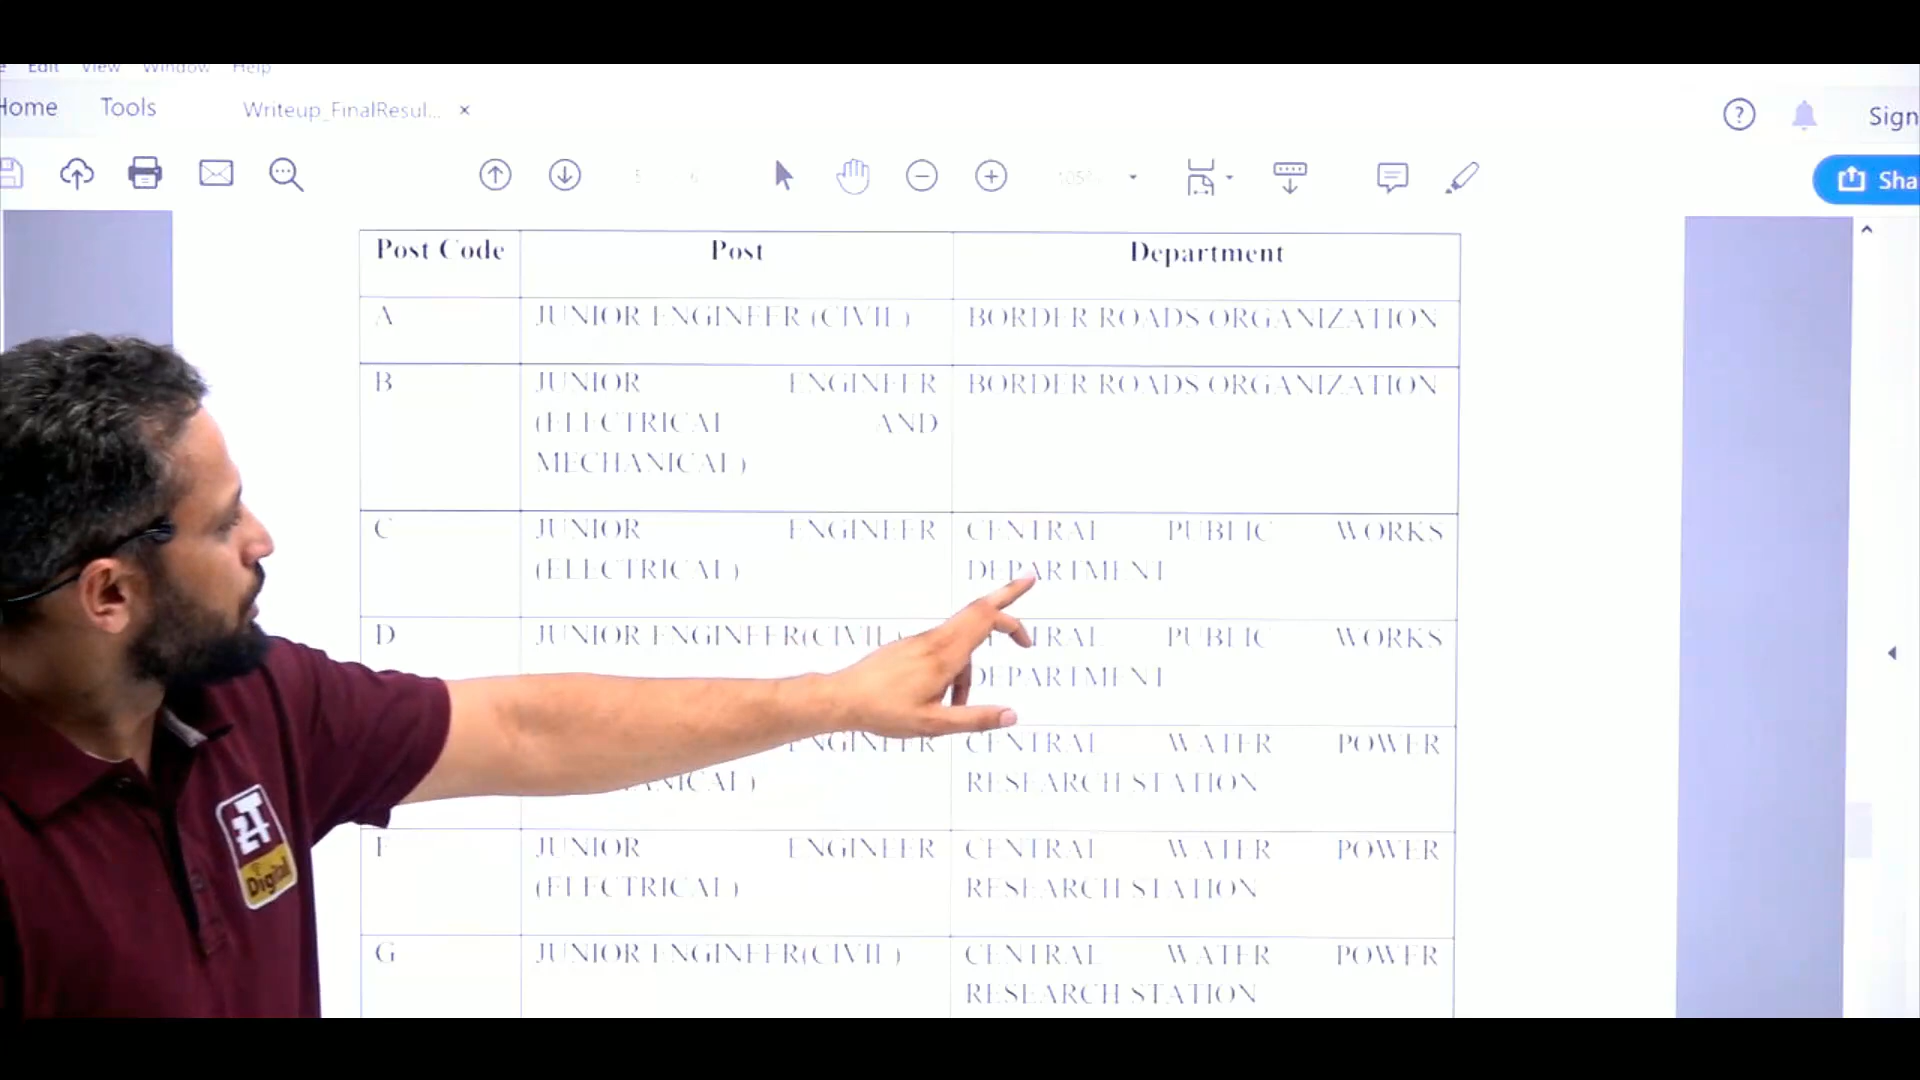 Edit View Window Help
Home Tools Writeup_FinalResul... ×
Sign
105%
Sha
Post Code Post Department
A JUNIOR ENGINEER (CIVIL) BORDER ROADS ORGANIZATION
B JUNIOR ENGINEER BORDER ROADS ORGANIZATION
(ELECTRICAL AND
MECHANICAL)
C JUNIOR ENGINEER CENTRAL PUBLIC WORKS
(ELECTRICAL) DEPARTMENT
D JUNIOR ENGINEER(CIVIL) PUBLIC WORKS
DEPARTMENT
ENGINEER CENTRAL WATER POWER
RESEARCH STATION
F JUNIOR ENGINEER CENTRAL WATER POWER
(ELECTRICAL) RESEARCH STATION
G JUNIOR ENGINEER(CIVIL) CENTRAL WATER POWER
RESEARCH STATION
Digital